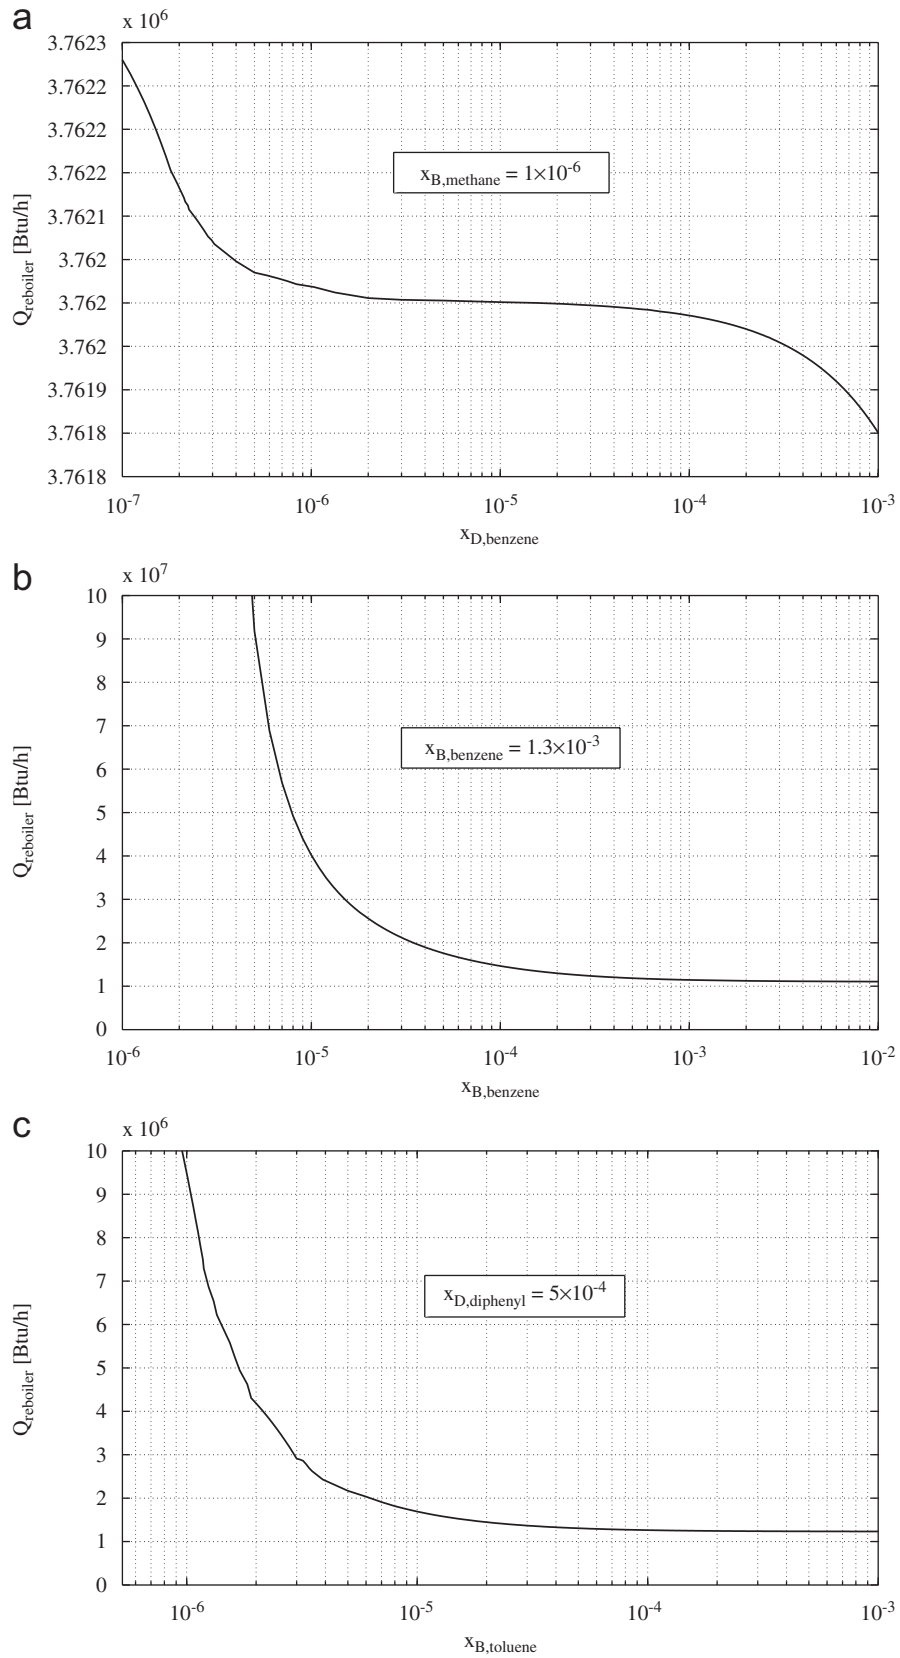 a
x 10^6
3.7623
3.7622
3.7622
3.7622
3.7621
3.762
3.762
3.762
3.7619
3.7618
3.7618
Q_reboiler [Btu/h]
x_B,methane = 1×10^-6
10^-7 10^-6 10^-5 10^-4 10^-3
x_D,benzene
b
x 10^7
10
9
8
7
6
5
4
3
2
1
0
Q_reboiler [Btu/h]
x_B,benzene = 1.3×10^-3
10^-6 10^-5 10^-4 10^-3 10^-2
x_B,benzene
c
x 10^6
10
9
8
7
6
5
4
3
2
1
0
Q_reboiler [Btu/h]
x_D,diphenyl = 5×10^-4
10^-6 10^-5 10^-4 10^-3
x_B,toluene